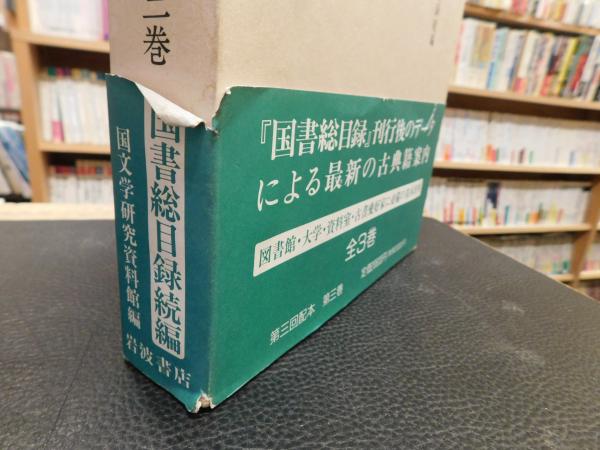 『国書総目録』刊行後のデータ
による最新の古典籍案内
図書館・大学・資料室・古書愛好家に必備の
全3巻
第三回配本 第三巻
国書総目録続編
国文学研究資料館編
岩波書店
巻